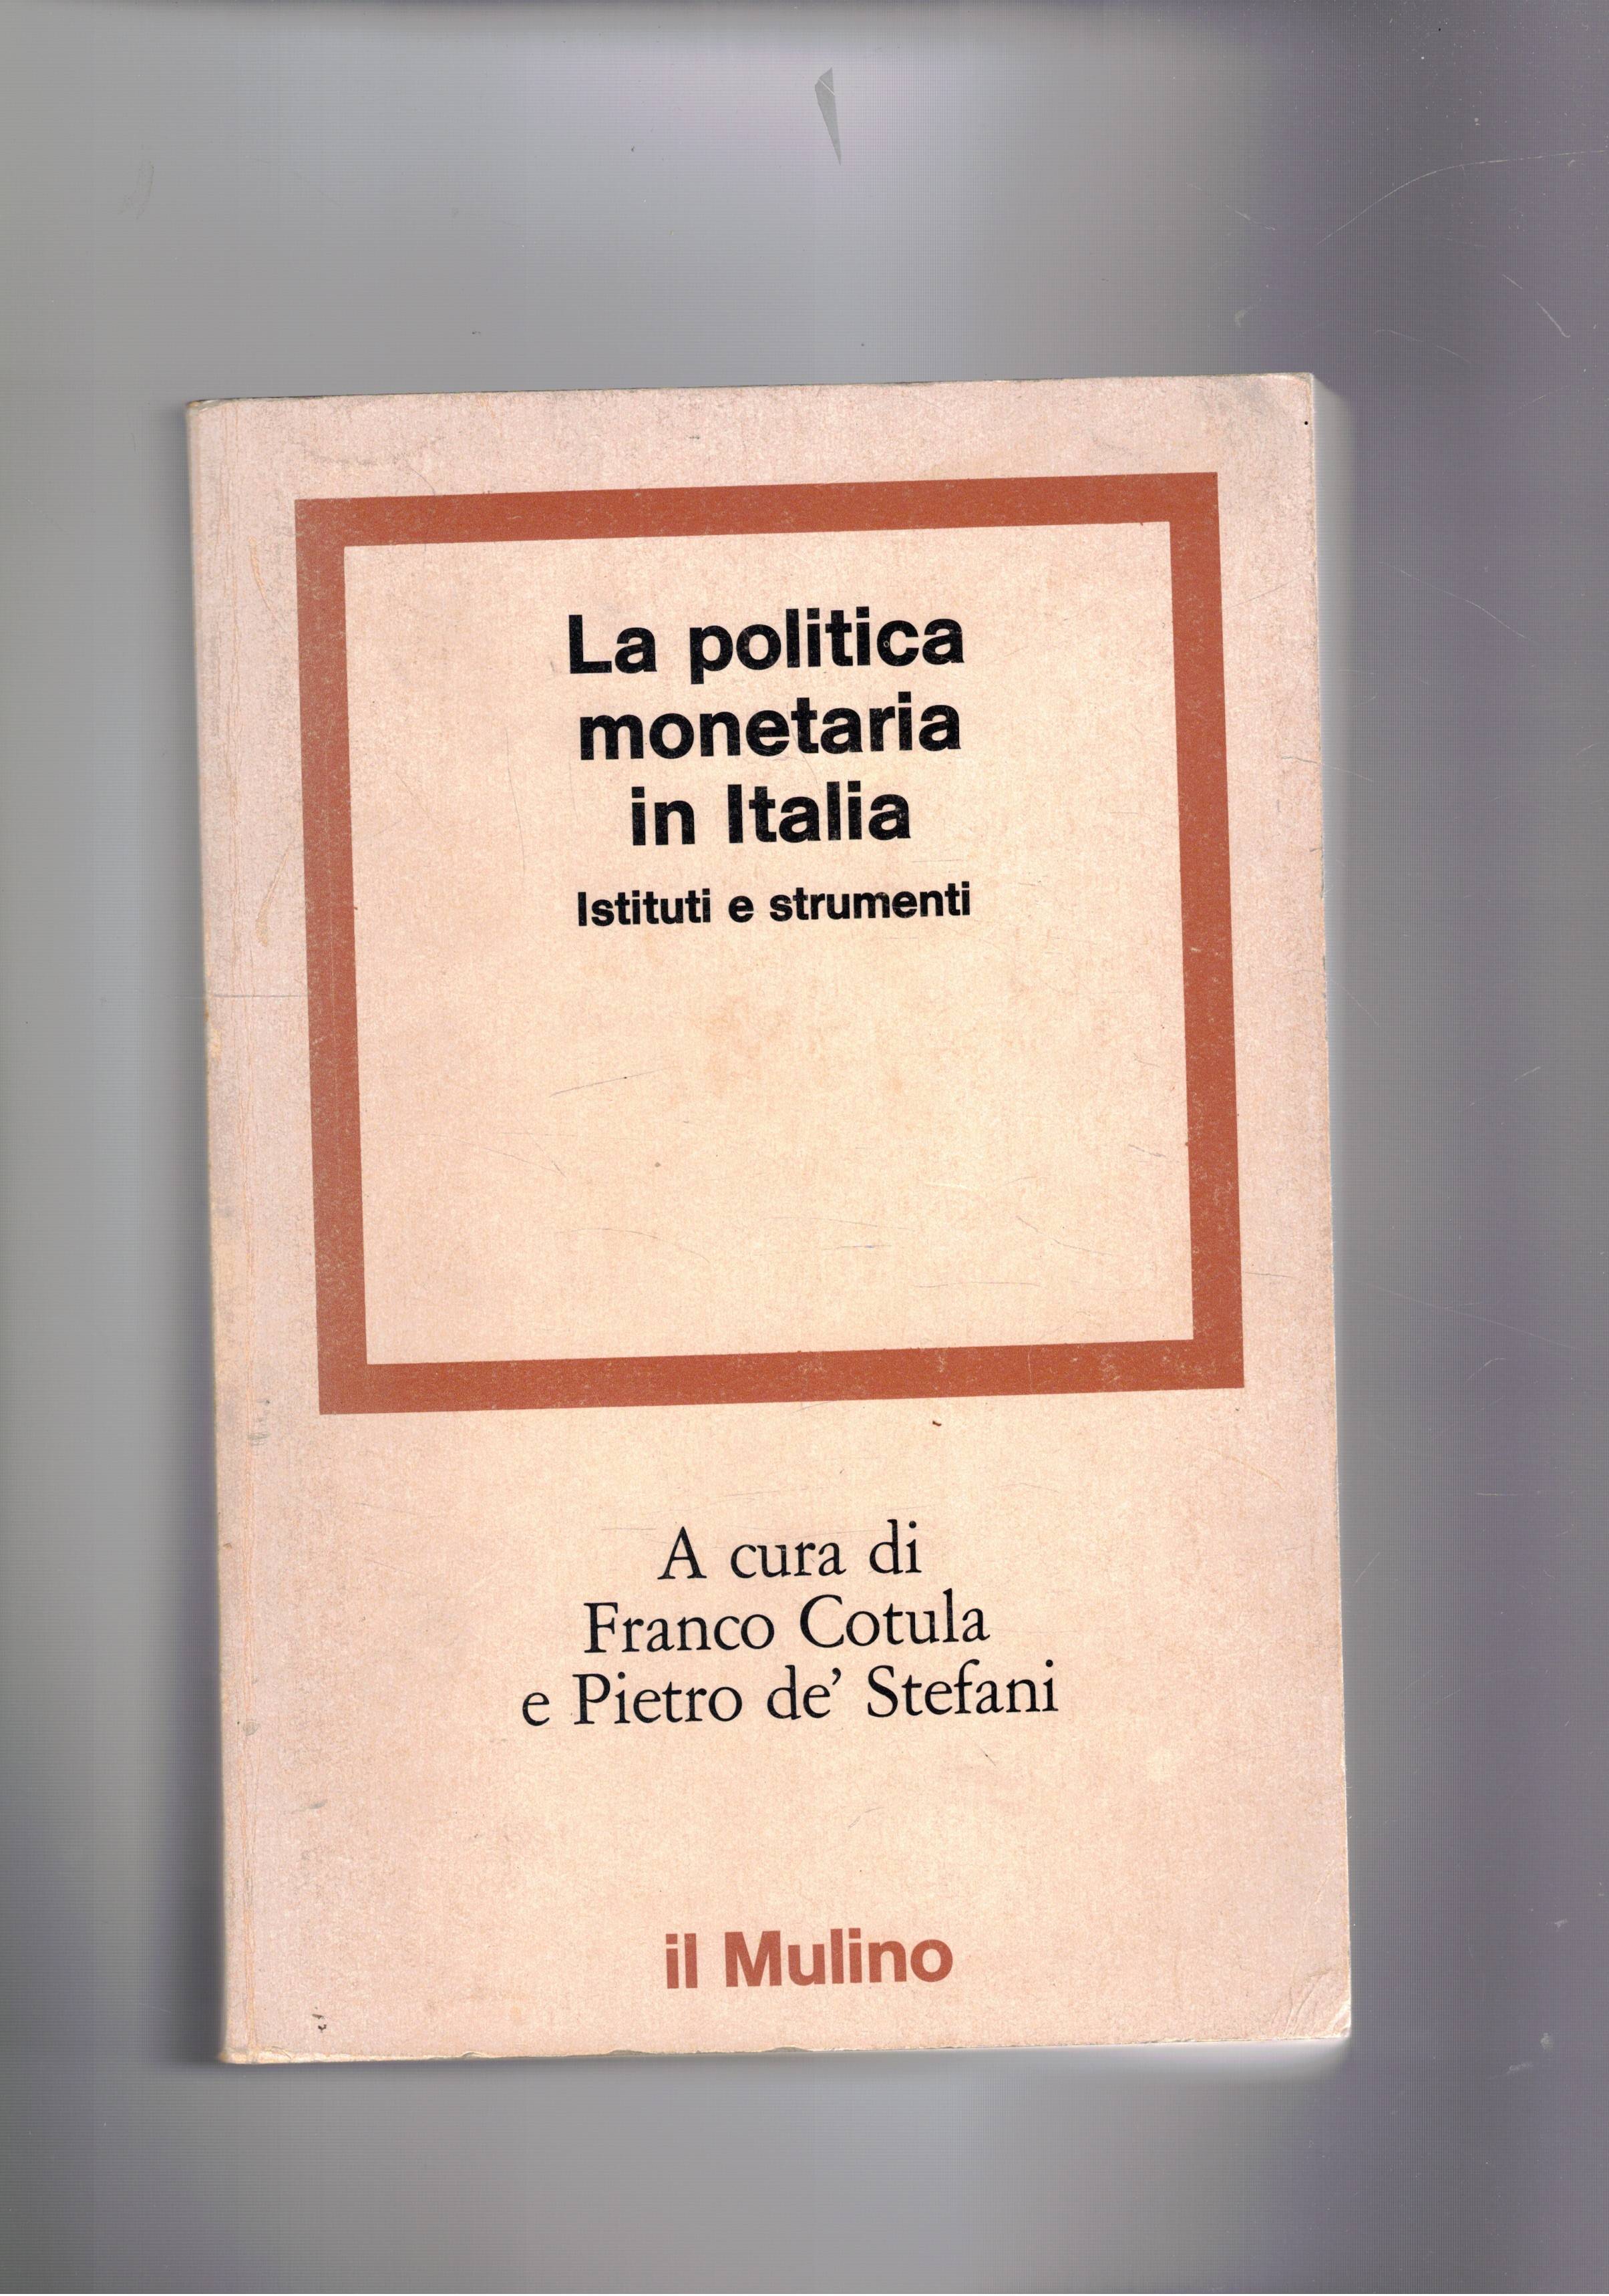 La politica
monetaria
in Italia
Istituti e strumenti
A cura di
Franco Cotula
e Pietro de’ Stefani
il Mulino